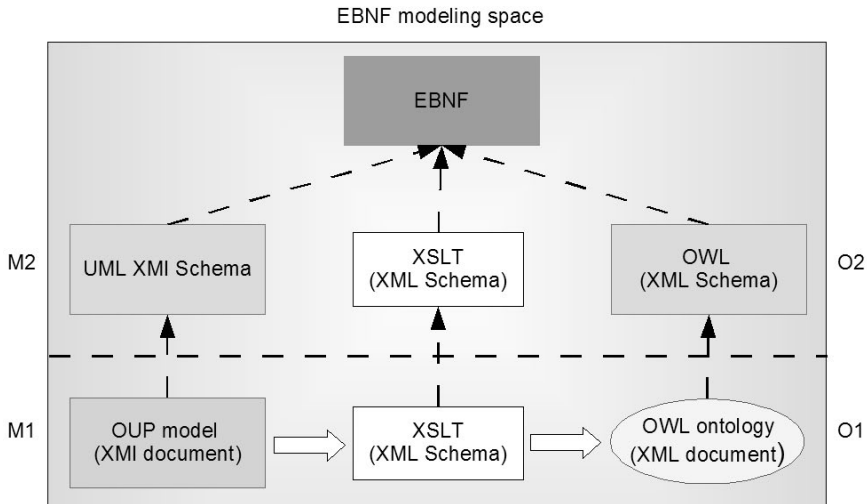 EBNF modeling space
EBNF
M2
UML XMI Schema
XSLT
(XML Schema)
OWL
(XML Schema)
O2
M1
OUP model
(XMI document)
XSLT
(XML Schema)
OWL ontology
(XML document)
O1